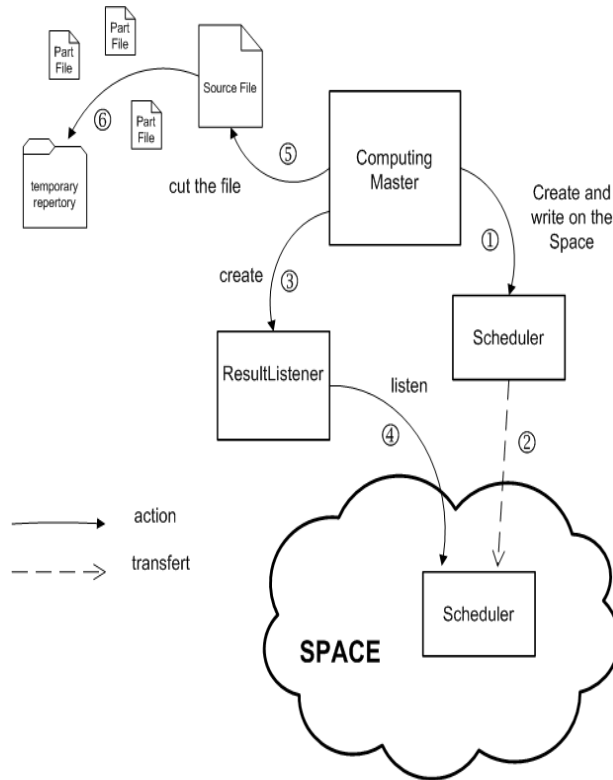 Part
File
Part
File
Source File
Part
File
⑥
temporary
repertory
⑤
cut the file
Computing
Master
Create and
write on the
Space
①
create
③
ResultListener
Scheduler
listen
④
②
action
transfert
Scheduler
SPACE